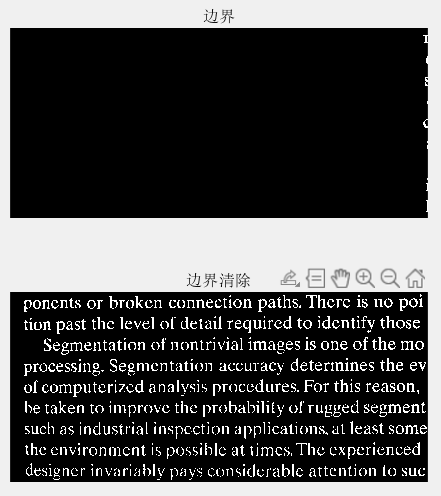 边界
边界清除
ponents or broken connection paths. There is no poi
tion past the level of detail required to identify those
Segmentation of nontrivial images is one of the mo
processing. Segmentation accuracy determines the ev
of computerized analysis procedures. For this reason,
be taken to improve the probability of rugged segment
such as industrial inspection applications, at least some
the environment is possible at times. The experienced
designer invariably pays considerable attention to suc